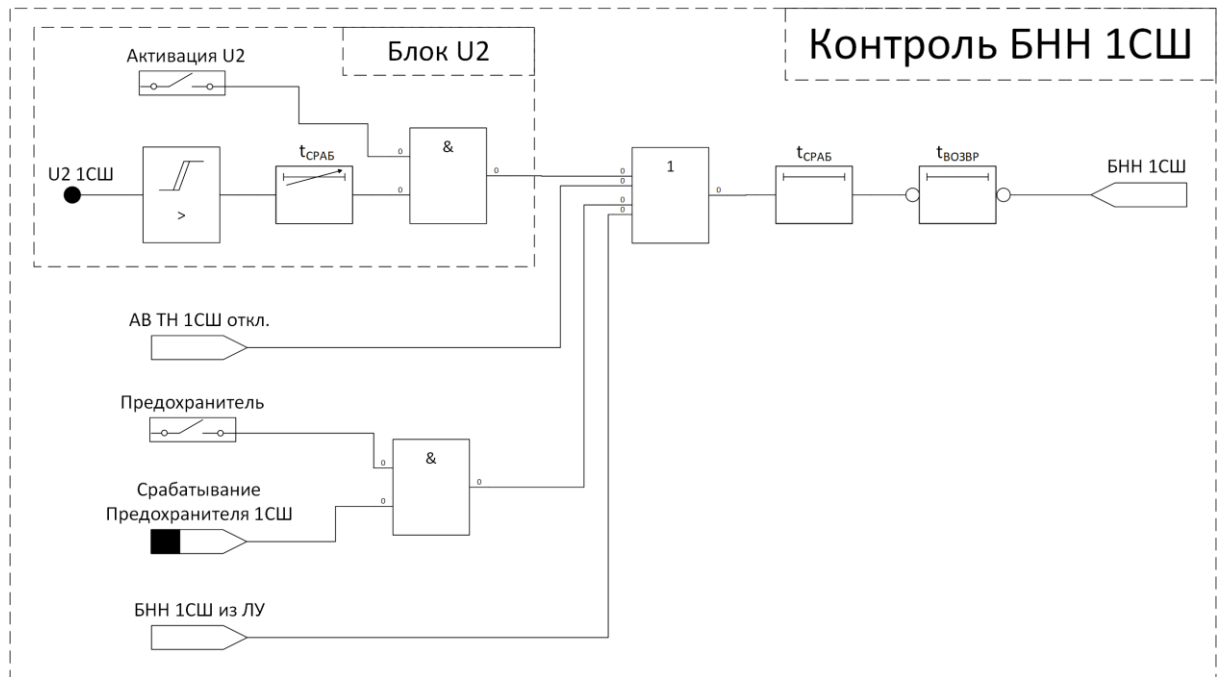 Контроль БНН 1СШ
Блок U2
Активация U2
U2 1СШ
>
tСРАБ
0
0
&
0
0
0
0
0
1
0
tСРАБ
tВОЗВР
БНН 1СШ
АВ ТН 1СШ откл.
Предохранитель
0
0
&
0
Срабатывание
Предохранителя 1СШ
БНН 1СШ из ЛУ